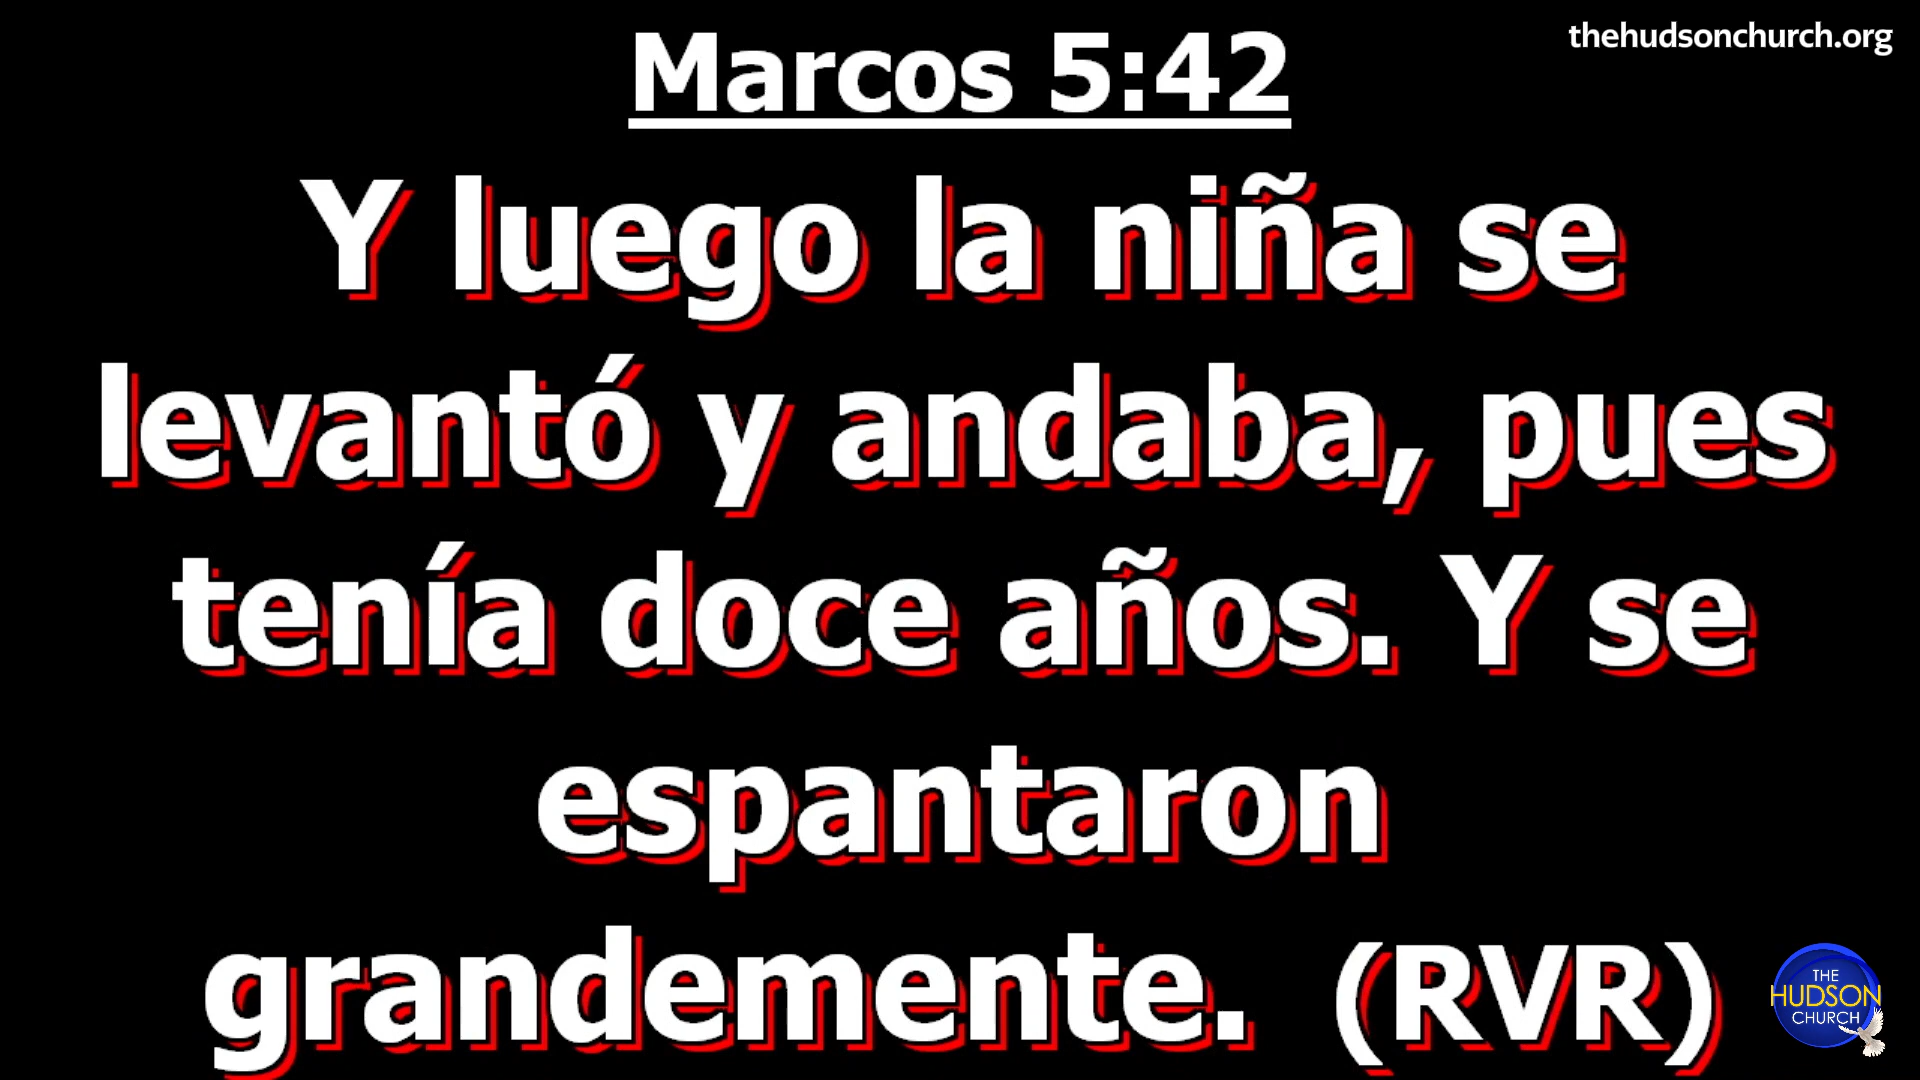 thehudsonchurch.org
Marcos 5:42
Y luego la niña se
levantó y andaba, pues
tenía doce años. Y se
espantaron
grandemente. (RVR)
THE
HUDSON
CHURCH